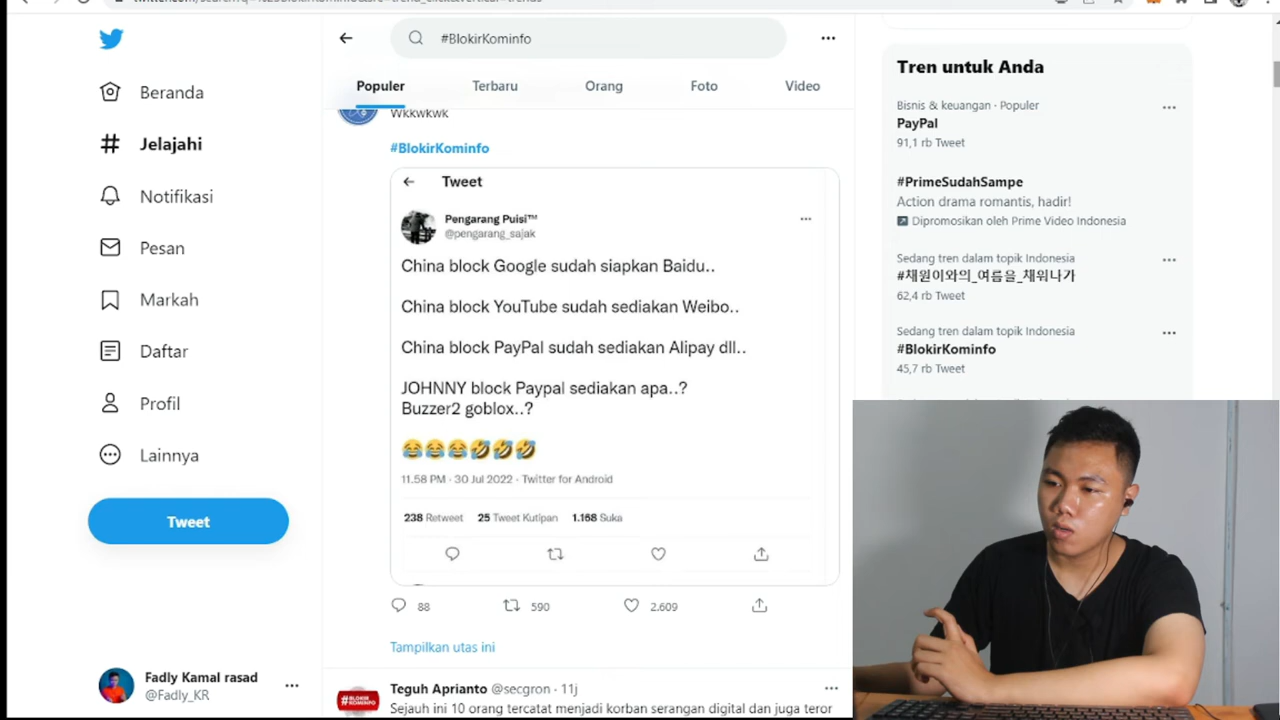 #BlokirKominfo
Beranda
Jelajahi
Notifikasi
Pesan
Markah
Daftar
Profil
Lainnya
Tweet
Fadly Kamal rasad
@Fadly_KR
Populer
Terbaru
Orang
Foto
Video
Wkkwkwk
#BlokirKominfo
Tweet
Pengarang Puisi™
@pengarang_sajak
China block Google sudah siapkan Baidu..
China block YouTube sudah sediakan Weibo..
China block PayPal sudah sediakan Alipay dll..
JOHNNY block Paypal sediakan apa..?
Buzzer2 goblox..?
😂😂😂🤣🤣🤣
11.58 PM · 30 Jul 2022 · Twitter for Android
238 Retweet 25 Tweet Kutipan 1.168 Suka
88 590 2.609
Tampilkan utas ini
Teguh Aprianto @secgron · 11j
#BLOKIR
KOMINFO
Sejauh ini 10 orang tercatat menjadi korban serangan digital dan juga teror
Tren untuk Anda
Bisnis & keuangan · Populer
PayPal
91,1 rb Tweet
#PrimeSudahSampe
Action drama romantis, hadir!
Dipromosikan oleh Prime Video Indonesia
Sedang tren dalam topik Indonesia
#채원이와의_여름을_채워나가
62,4 rb Tweet
Sedang tren dalam topik Indonesia
#BlokirKominfo
45,7 rb Tweet